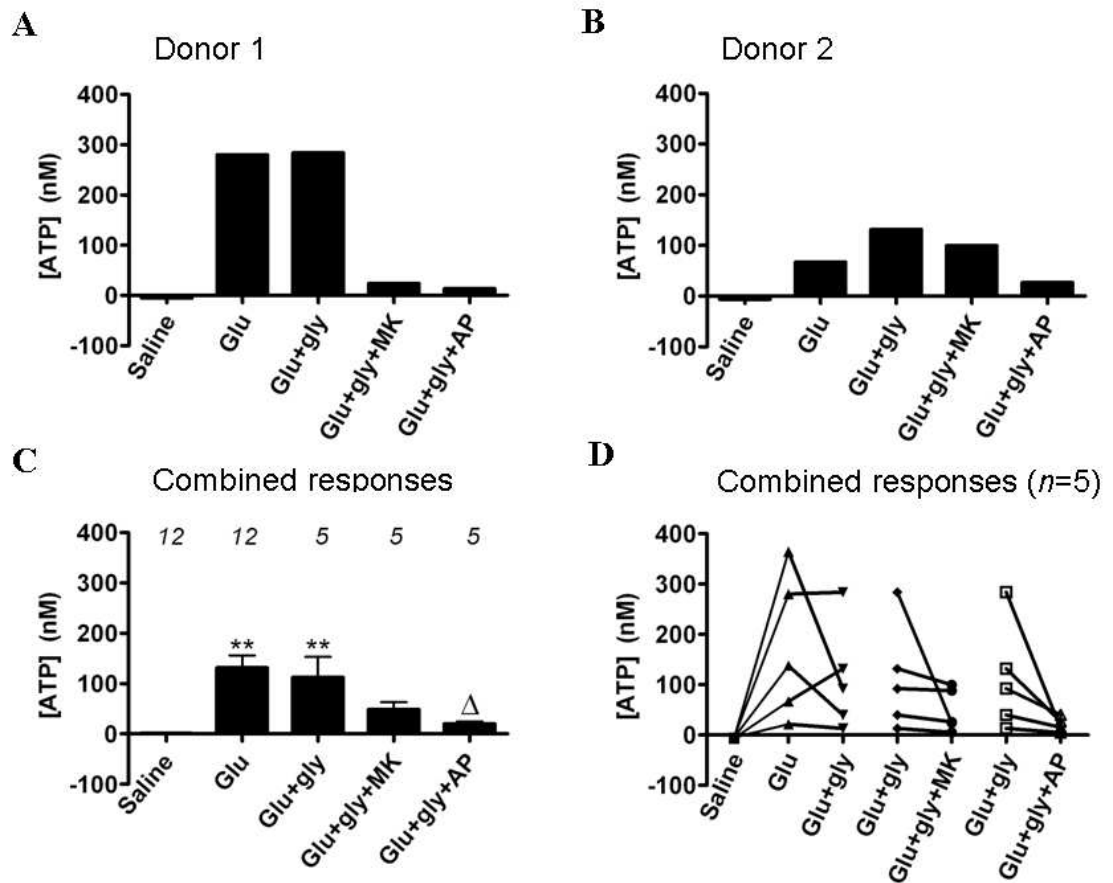 A
Donor 1
[ATP] (nM)
400
300
200
100
0
-100
Saline
Glu
Glu+gly
Glu+gly+MK
Glu+gly+AP
B
Donor 2
[ATP] (nM)
400
300
200
100
0
-100
Saline
Glu
Glu+gly
Glu+gly+MK
Glu+gly+AP
C
Combined responses
12 12 5 5 5
[ATP] (nM)
400
300
200
100
0
-100
** **
Δ
Saline
Glu
Glu+gly
Glu+gly+MK
Glu+gly+AP
D
Combined responses (n=5)
[ATP] (nM)
400
300
200
100
0
-100
Saline
Glu
Glu+gly
Glu+gly
Glu+gly+MK
Glu+gly
Glu+gly+AP